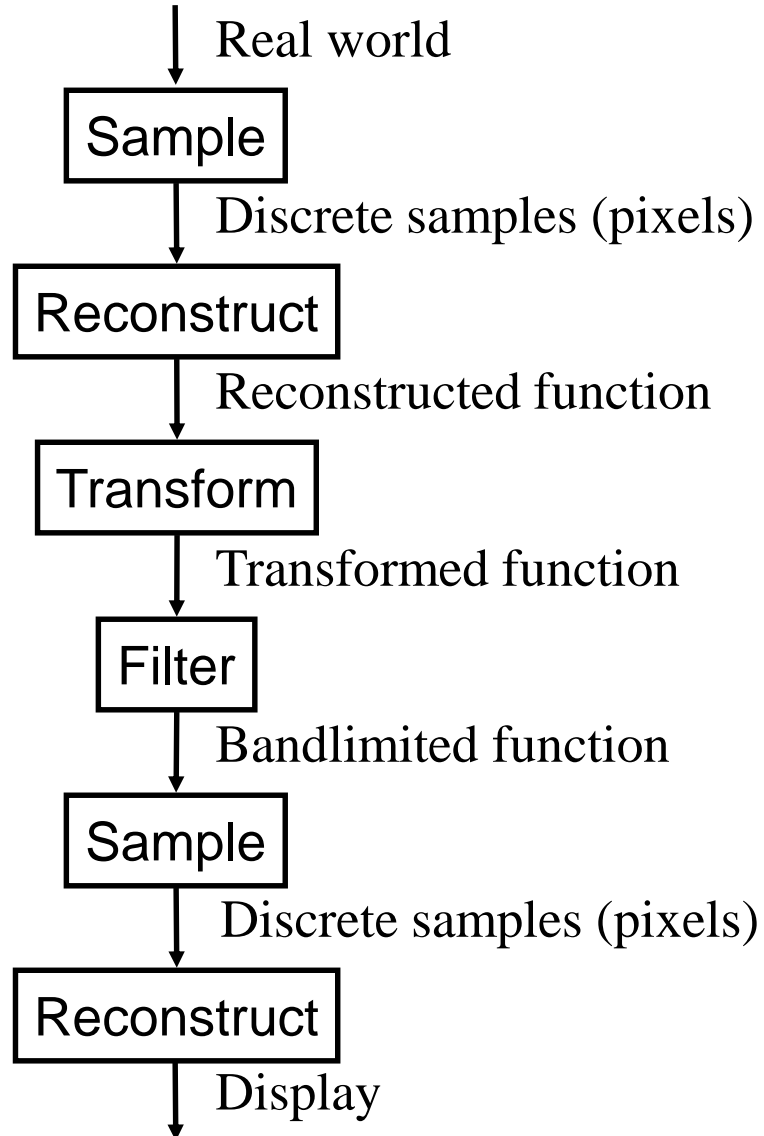 Real world
Sample
Discrete samples (pixels)
Reconstruct
Reconstructed function
Transform
Transformed function
Filter
Bandlimited function
Sample
Discrete samples (pixels)
Reconstruct
Display